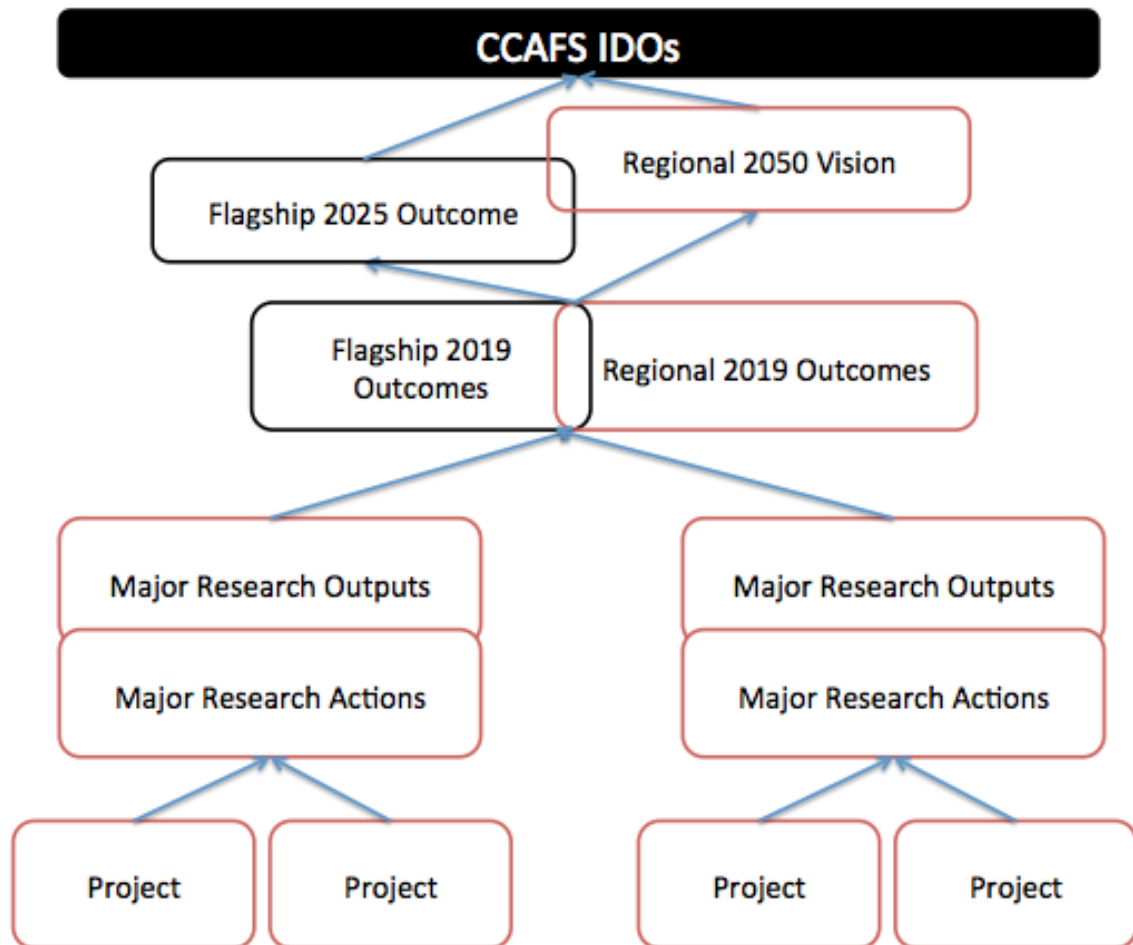 CCAFS IDOs
Regional 2050 Vision
Flagship 2025 Outcome
Flagship 2019
Outcomes
Regional 2019 Outcomes
Major Research Outputs
Major Research Outputs
Major Research Actions
Major Research Actions
Project
Project
Project
Project